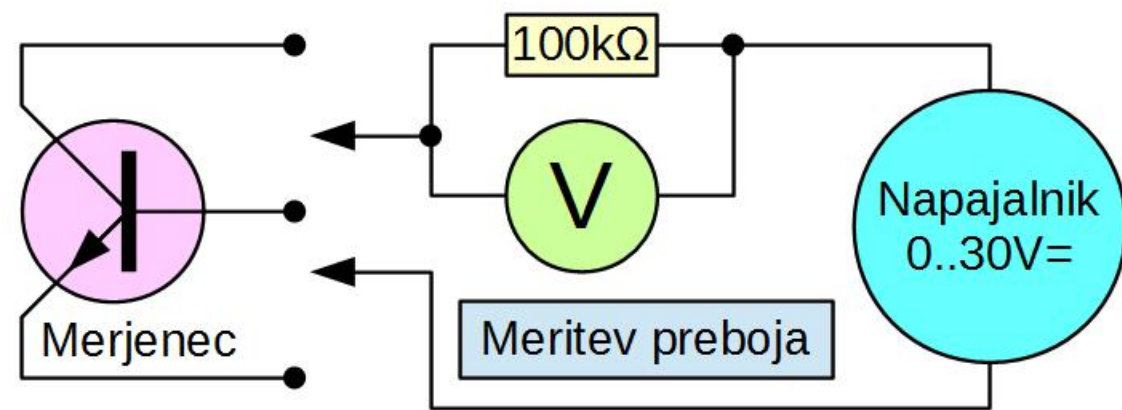 100kΩ
V
Napajalnik
0..30V=
Merjenec
Meritev preboja